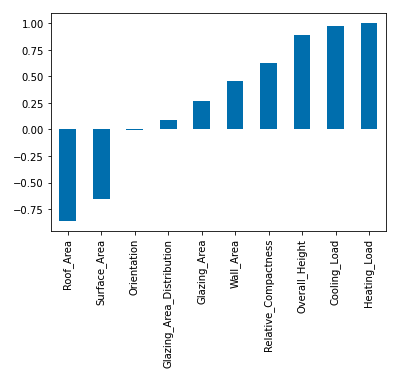 1.00
0.75
0.50
0.25
0.00
−0.25
−0.50
−0.75
Roof_Area
Surface_Area
Orientation
Glazing_Area_Distribution
Glazing_Area
Wall_Area
Relative_Compactness
Overall_Height
Cooling_Load
Heating_Load